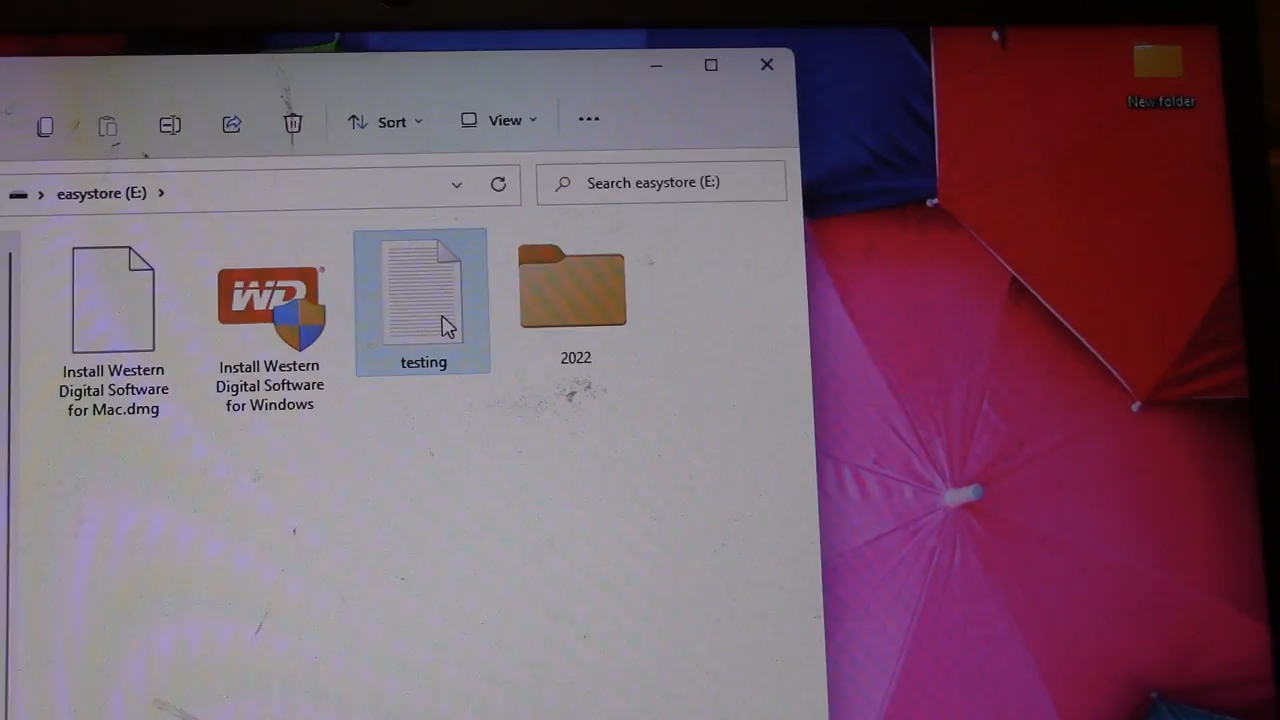 New folder
Sort
View
easystore (E:)
Search easystore (E:)
WD
Install Western
Digital Software
for Mac.dmg
Install Western
Digital Software
for Windows
testing
2022